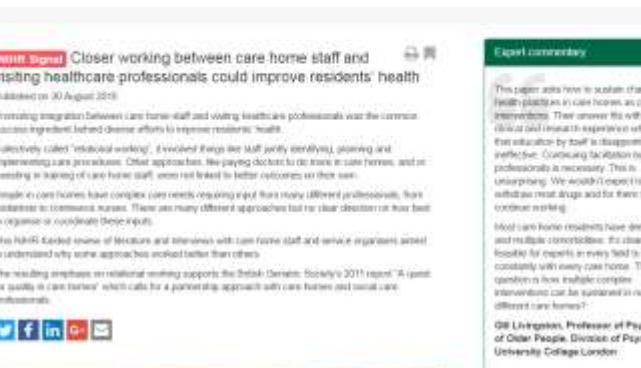 NIHR Signal Closer working between care home staff and
visiting healthcare professionals could improve residents' health
Published on 30 August 2018
Promoting integration between care home staff and visiting healthcare professionals was the common
success ingredient behind diverse efforts to improve residents' health.
Collectively called "relational working", it involved things like staff jointly identifying, planning and
implementing care procedures. Other approaches, like paying doctors to do more in care homes, and or
investing in training of care home staff, were not linked to better outcomes on their own.
People in care homes have complex care needs requiring input from many different professionals, from
to community nurses. There are many different approaches but no clear direction on how best
to organise or coordinate these inputs.
This NIHR-funded review of literature and interviews with care home staff and service organisers aimed
to understand why some approaches worked better than others.
The resulting emphasis on relational working supports the British Geriatric Society's 2011 report "A quest
for quality in care homes" which calls for a partnership approach with care homes and social care
professionals.
Expert commentary
This paper asks how to sustain
health practices in care homes as
interventions. Their answer fits with
clinical and research experience
that education by itself is
ineffective. Continuing facilitation
professionals is necessary. This is
unsurprising. We wouldn't expect to
withdraw most drugs and for them
continue working.
Most care home residents have
and multiple comorbidities. It's
feasible for experts in every field to
constantly with every care home.
question is how multiple complex
interventions can be sustained in
different care homes?
Gill Livingston, Professor of
of Older People, Division of
University College London